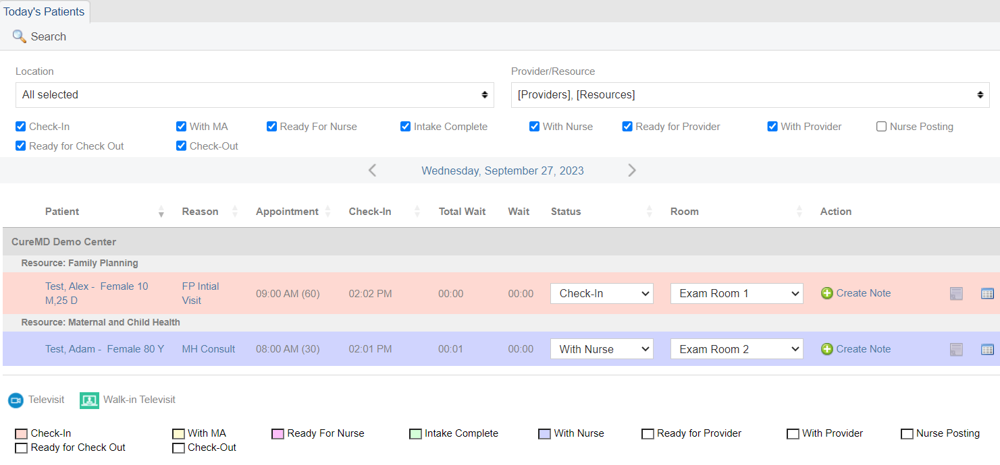 Today's Patients
Search
Location Provider/Resource
All selected [Providers], [Resources]
Check-In With MA Ready For Nurse Intake Complete With Nurse Ready for Provider With Provider Nurse Posting
Ready for Check Out Check-Out
Wednesday, September 27, 2023
Patient Reason Appointment Check-In Total Wait Wait Status Room Action
CureMD Demo Center
Resource: Family Planning
Test, Alex - Female 10 M,25 D FP Intial Visit 09:00 AM (60) 02:02 PM 00:00 00:00 Check-In Exam Room 1 Create Note
Resource: Maternal and Child Health
Test, Adam - Female 80 Y MH Consult 08:00 AM (30) 02:01 PM 00:01 00:00 With Nurse Exam Room 2 Create Note
Televisit Walk-in Televisit
Check-In With MA Ready For Nurse Intake Complete With Nurse Ready for Provider With Provider Nurse Posting
Ready for Check Out Check-Out